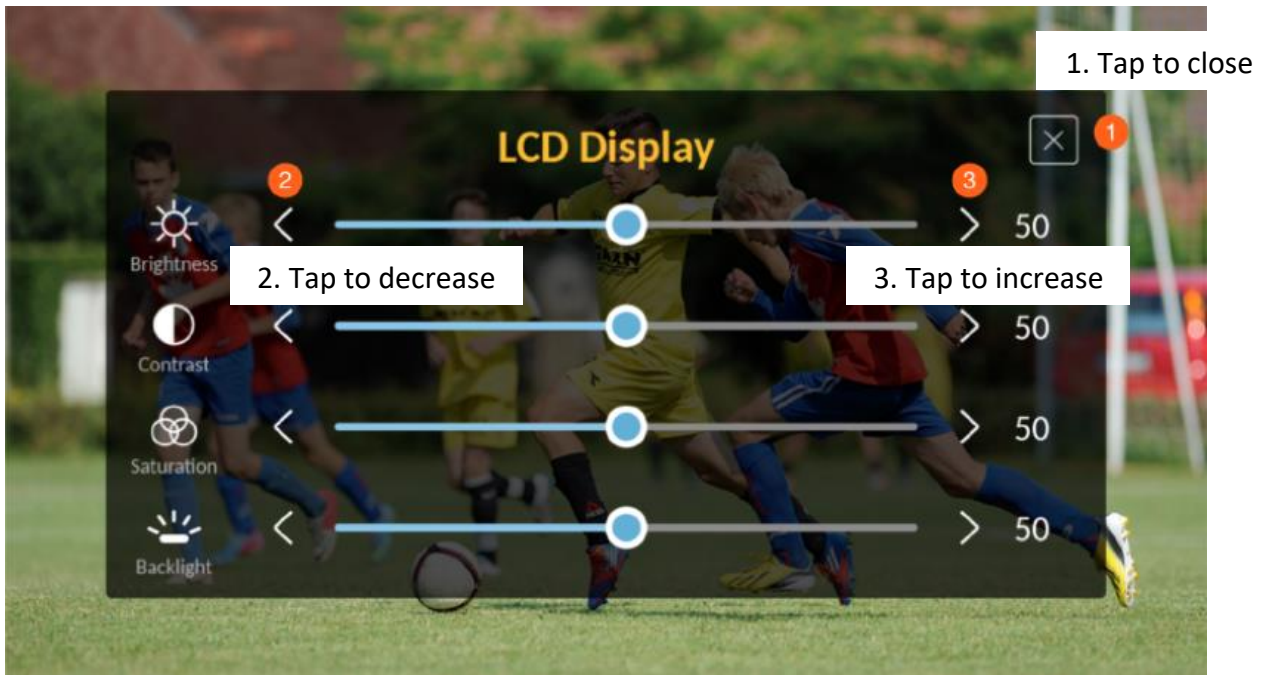 1. Tap to close
LCD Display
1
2
3
50
Brightness
2. Tap to decrease
3. Tap to increase
50
Contrast
50
Saturation
50
Backlight